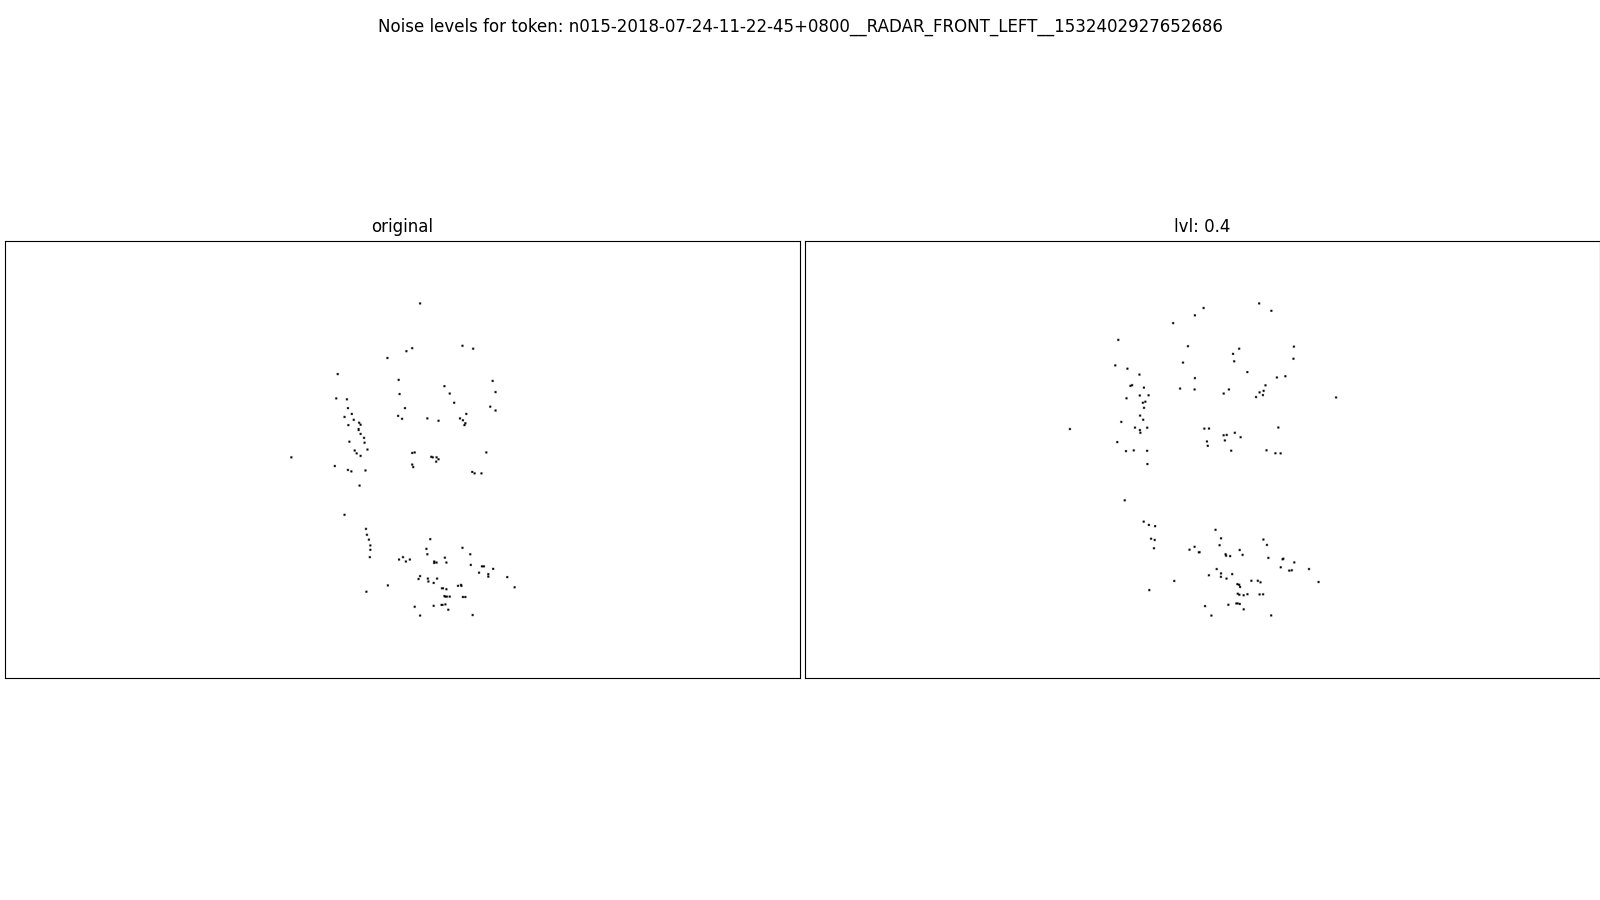 Noise levels for token: n015-2018-07-24-11-22-45+0800__RADAR_FRONT_LEFT__1532402927652686
original
lvl: 0.4